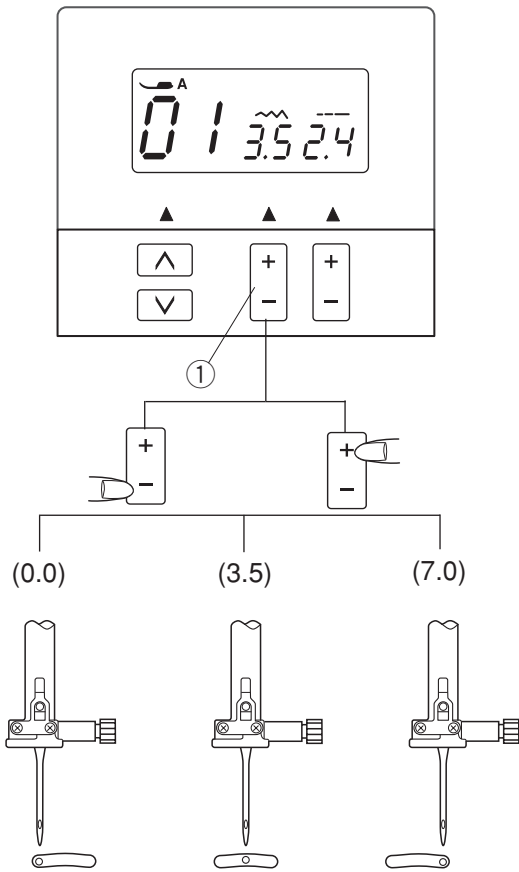 A
01 3.5 2.4
+ +
− −
①
+ +
− −
(0.0) (3.5) (7.0)